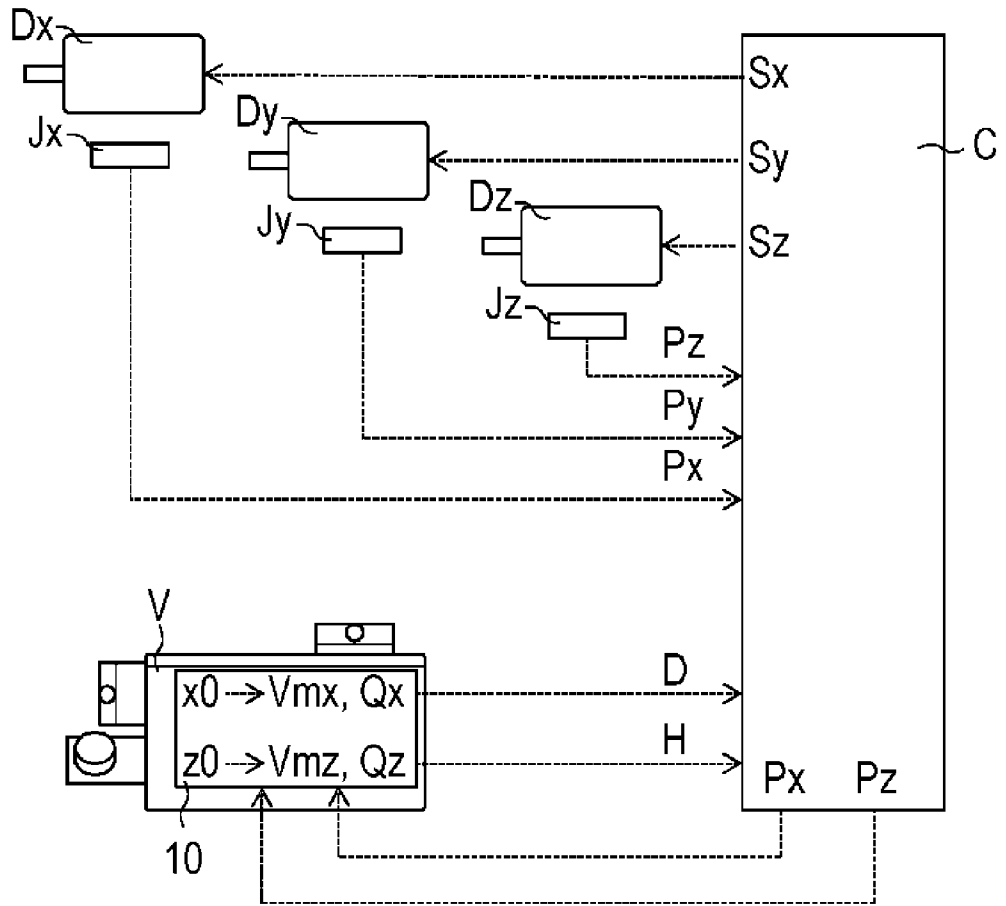 Dx
Sx
Jx
Dy
Sy
C
Dz
Jy
Sz
Jz
Pz
Py
Px
V
x0 → Vmx, Qx
D
z0 → Vmz, Qz
H
Px Pz
10